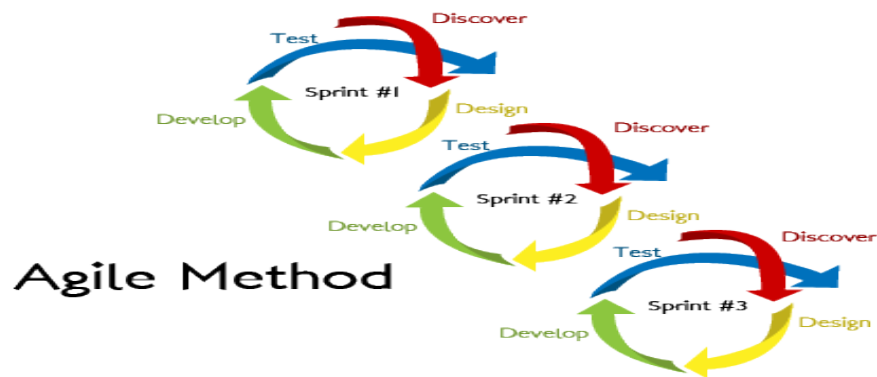 Discover
Test
Sprint #1
Design
Develop
Discover
Test
Sprint #2
Design
Develop
Discover
Test
Sprint #3
Design
Develop
Agile Method